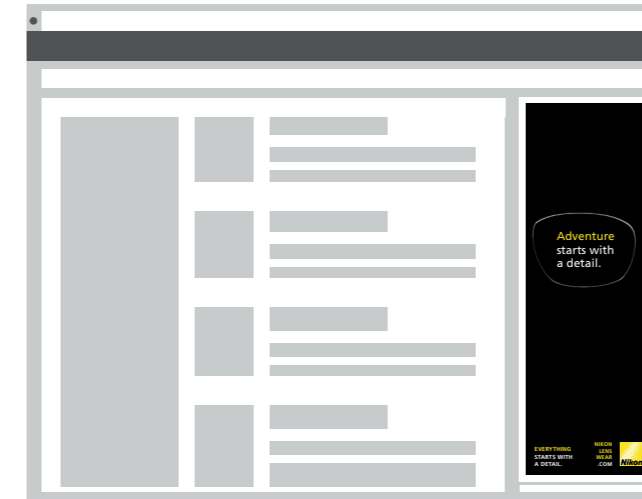 Adventure
starts with
a detail.
EVERYTHING
STARTS WITH
A DETAIL.
NIKON
LENS
WEAR
.COM
Nikon